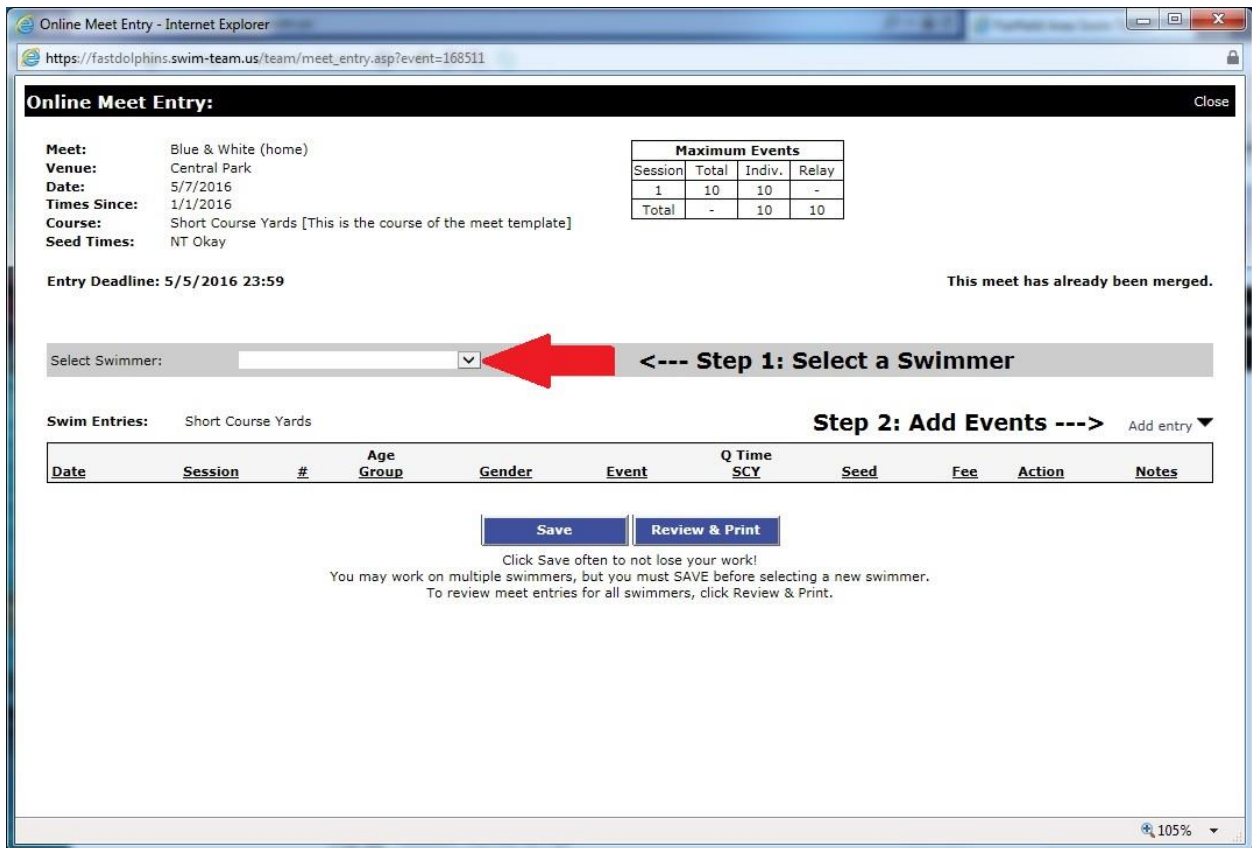 Online Meet Entry - Internet Explorer
https://fastdolphins.swim-team.us/team/meet_entry.asp?event=168511
Online Meet Entry: Close
Meet: Blue & White (home)
Venue: Central Park
Date: 5/7/2016
Times Since: 1/1/2016
Course: Short Course Yards [This is the course of the meet template]
Seed Times: NT Okay
Maximum Events
Session Total Indiv. Relay
1 10 10 -
Total - 10 10
Entry Deadline: 5/5/2016 23:59 This meet has already been merged.
Select Swimmer: <--- Step 1: Select a Swimmer
Swim Entries: Short Course Yards Step 2: Add Events ---> Add entry
Date Session # Age Group Gender Event Q Time SCY Seed Fee Action Notes
Save Review & Print
Click Save often to not lose your work!
You may work on multiple swimmers, but you must SAVE before selecting a new swimmer.
To review meet entries for all swimmers, click Review & Print.
105%